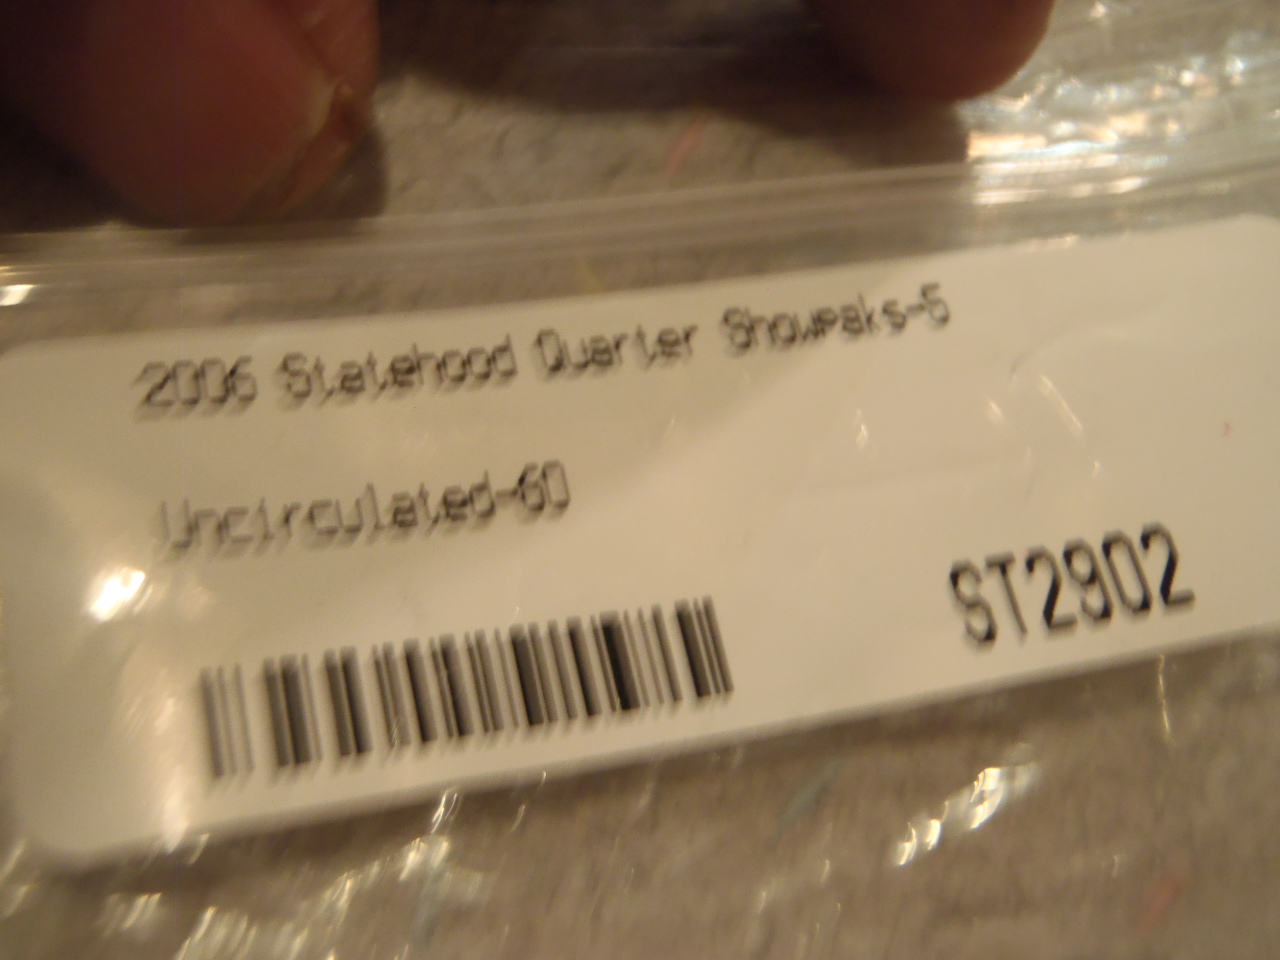 2006 Statehood Quarter Showpaks-5
Uncirculated-60
ST2902